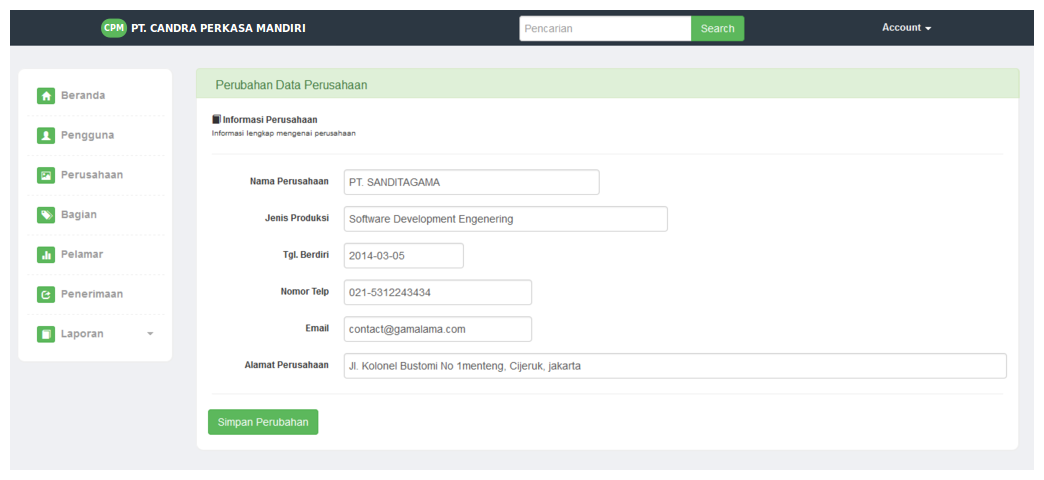 CPM PT. CANDRA PERKASA MANDIRI
Pencarian
Search
Account
Beranda
Pengguna
Perusahaan
Bagian
Pelamar
Penerimaan
Laporan
Perubahan Data Perusahaan
Informasi Perusahaan
Informasi lengkap mengenai perusahaan
Nama Perusahaan PT. SANDITAGAMA
Jenis Produksi Software Development Engenering
Tgl. Berdiri 2014-03-05
Nomor Telp 021-5312243434
Email contact@gamalama.com
Alamat Perusahaan Jl. Kolonel Bustomi No 1menteng, Cijeruk, jakarta
Simpan Perubahan